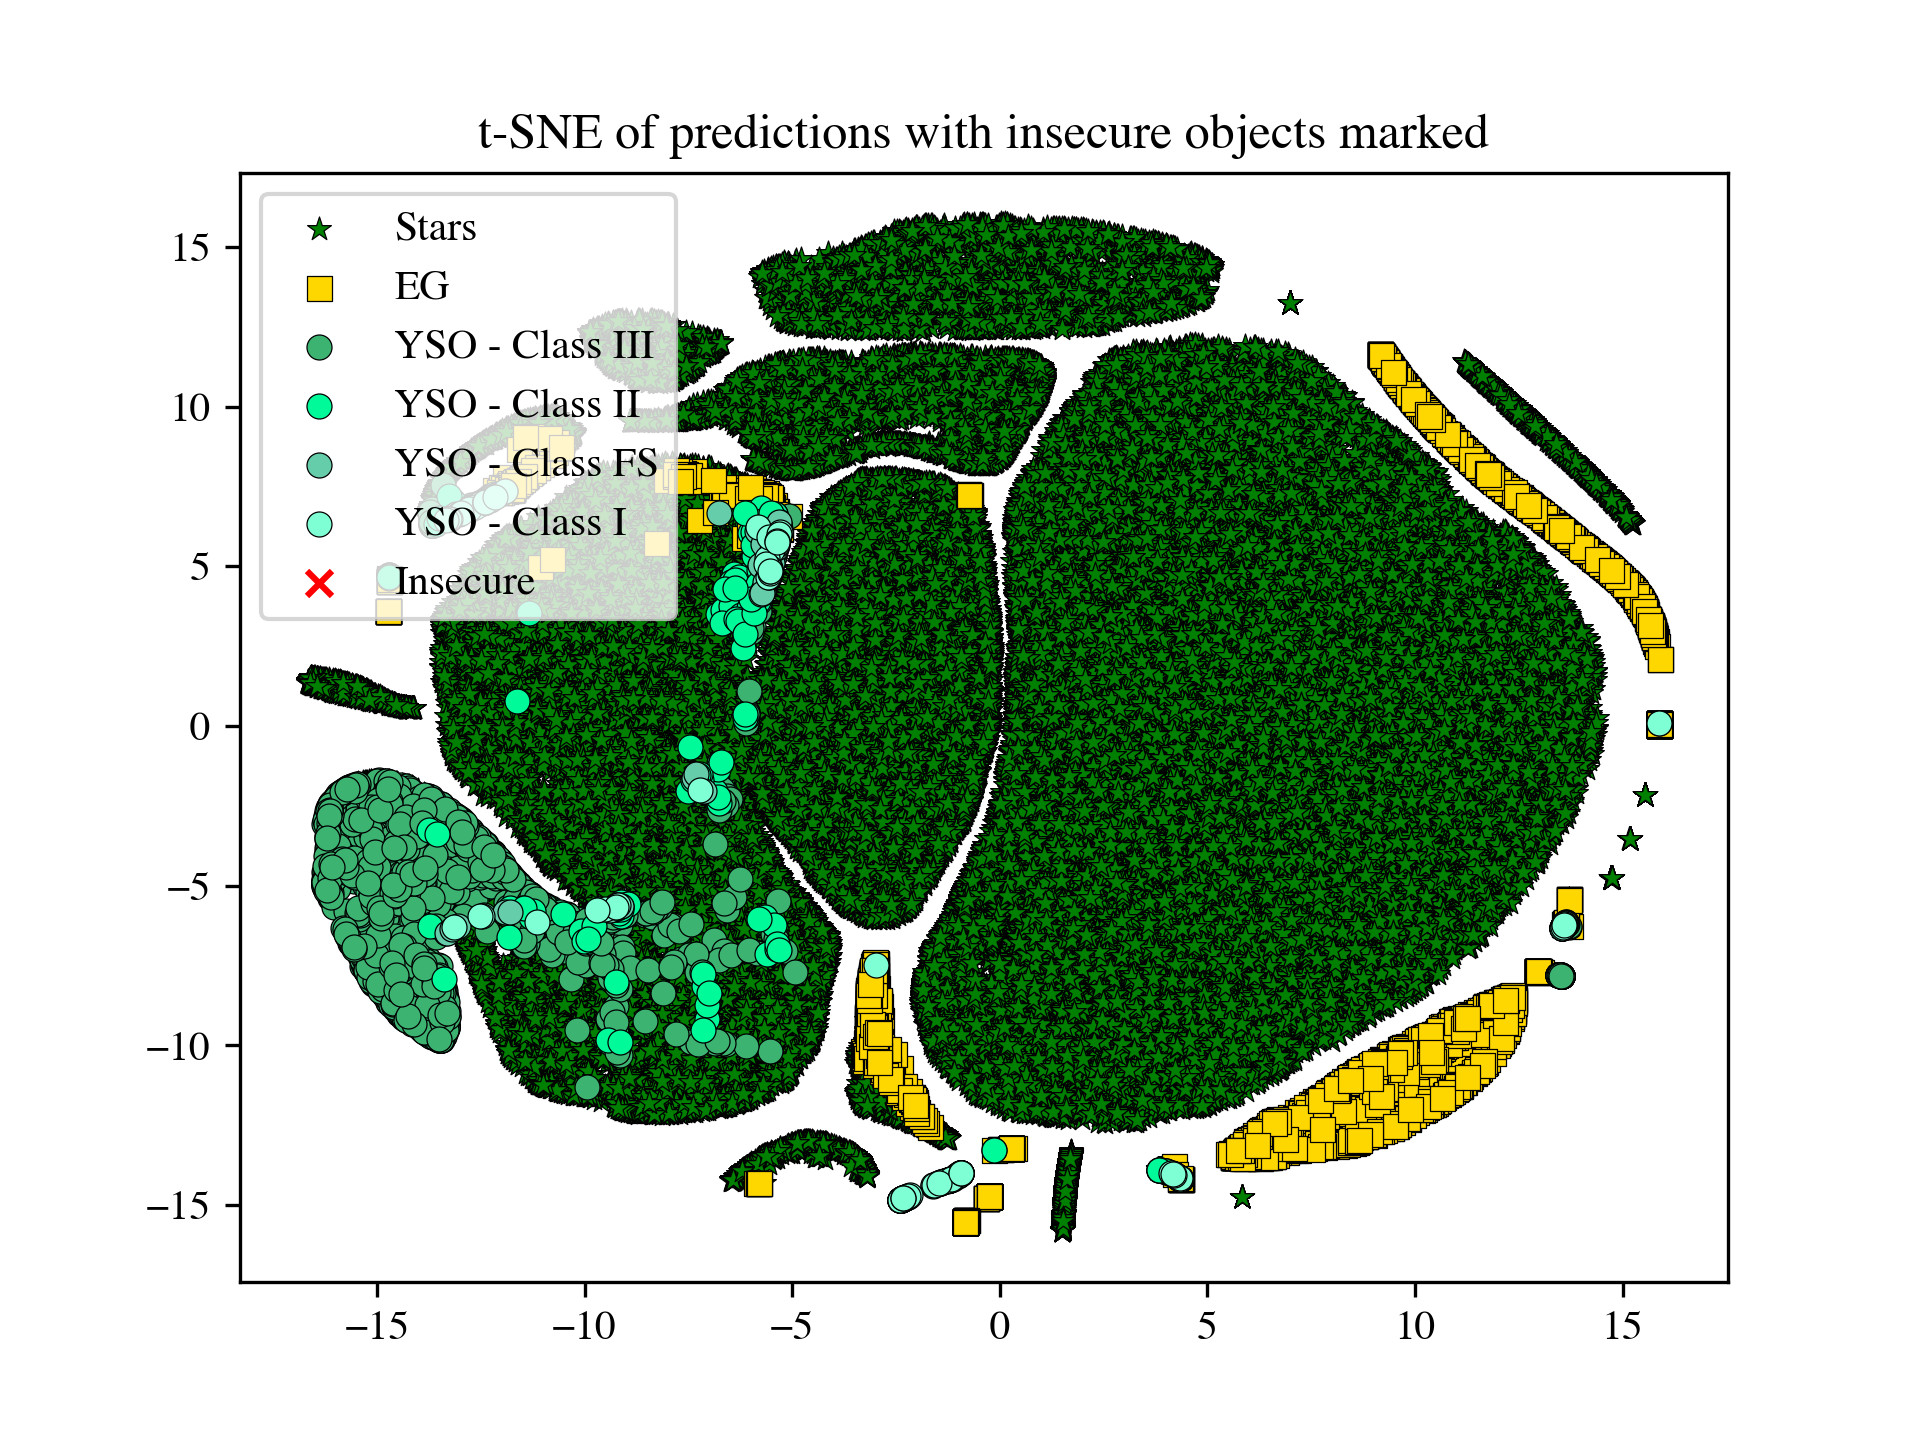 t-SNE of predictions with insecure objects marked
Stars
EG
YSO - Class III
YSO - Class II
YSO - Class FS
YSO - Class I
Insecure
15
10
5
0
−5
−10
−15
−15 −10 −5 0 5 10 15